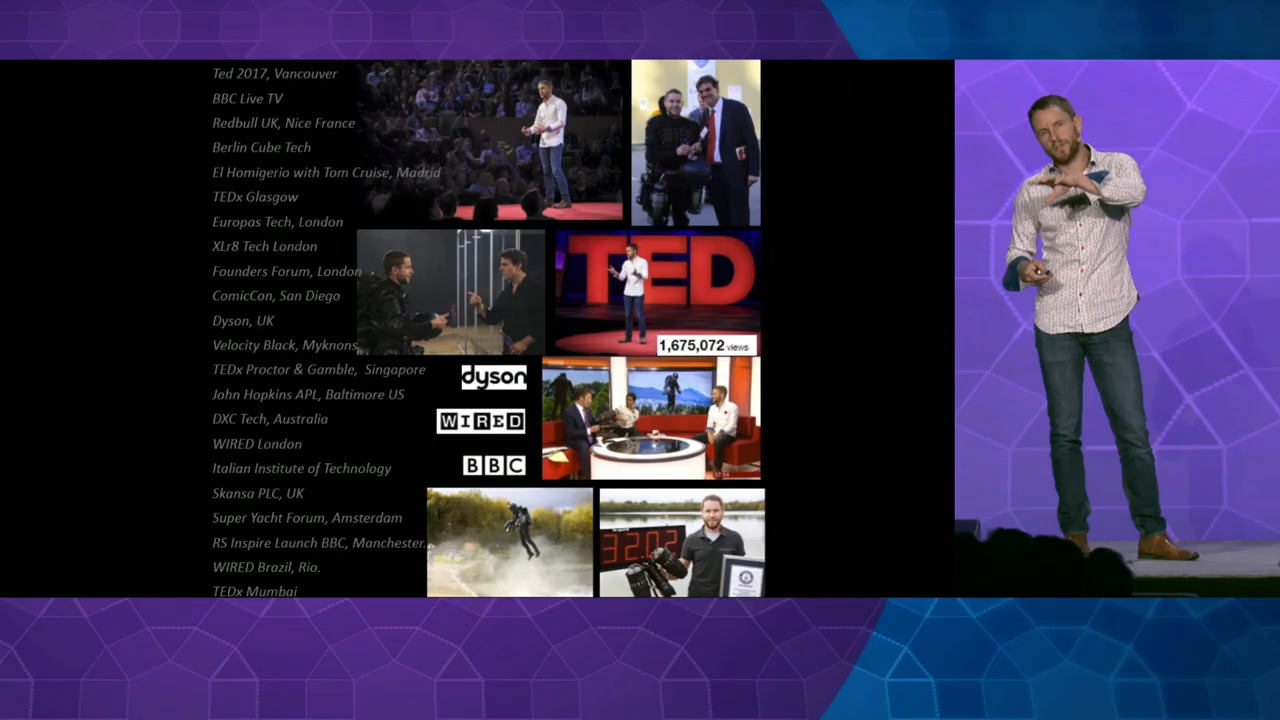 Ted 2017, Vancouver
BBC Live TV
Redbull UK, Nice France
Berlin Cube Tech
El Homigerio with Tom Cruise, Madrid
TEDx Glasgow
Europas Tech, London
XLr8 Tech London
Founders Forum, London
ComicCon, San Diego
Dyson, UK
Velocity Black, Myknons
TEDx Proctor & Gamble, Singapore
John Hopkins APL, Baltimore US
DXC Tech, Australia
WIRED London
Italian Institute of Technology
Skansa PLC, UK
Super Yacht Forum, Amsterdam
RS Inspire Launch BBC, Manchester.
WIRED Brazil, Rio.
TEDx Mumbai
TED
1,675,072 views
dyson
WIRED
BBC
32.02